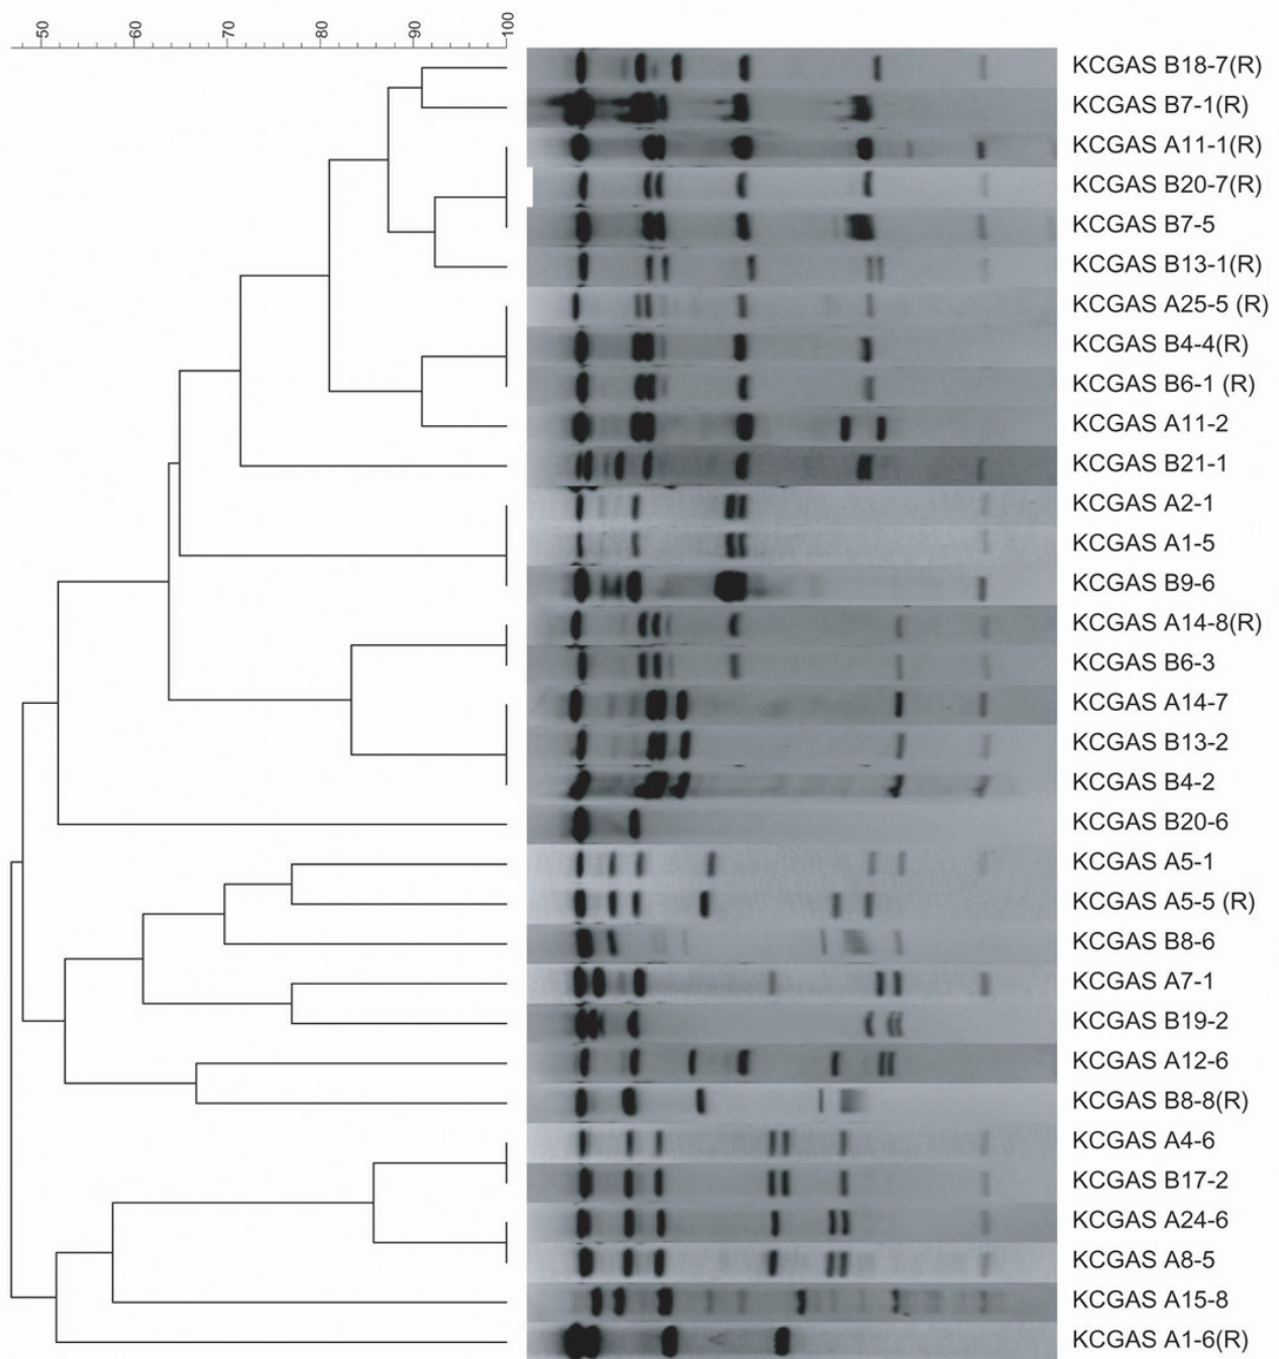 50 60 70 80 90 100
KCGAS B18-7(R)
KCGAS B7-1(R)
KCGAS A11-1(R)
KCGAS B20-7(R)
KCGAS B7-5
KCGAS B13-1(R)
KCGAS A25-5 (R)
KCGAS B4-4(R)
KCGAS B6-1 (R)
KCGAS A11-2
KCGAS B21-1
KCGAS A2-1
KCGAS A1-5
KCGAS B9-6
KCGAS A14-8(R)
KCGAS B6-3
KCGAS A14-7
KCGAS B13-2
KCGAS B4-2
KCGAS B20-6
KCGAS A5-1
KCGAS A5-5 (R)
KCGAS B8-6
KCGAS A7-1
KCGAS B19-2
KCGAS A12-6
KCGAS B8-8(R)
KCGAS A4-6
KCGAS B17-2
KCGAS A24-6
KCGAS A8-5
KCGAS A15-8
KCGAS A1-6(R)